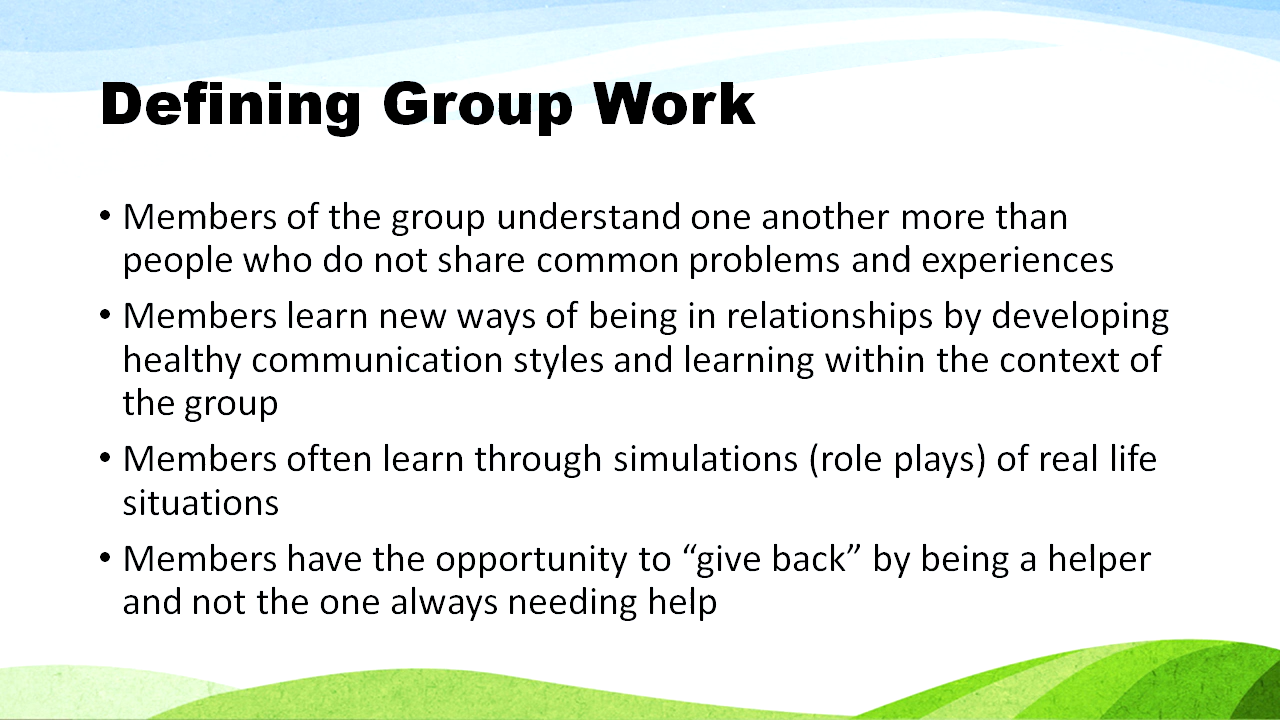 Defining Group Work
• Members of the group understand one another more than
people who do not share common problems and experiences
• Members learn new ways of being in relationships by developing
healthy communication styles and learning within the context of
the group
• Members often learn through simulations (role plays) of real life
situations
• Members have the opportunity to “give back” by being a helper
and not the one always needing help